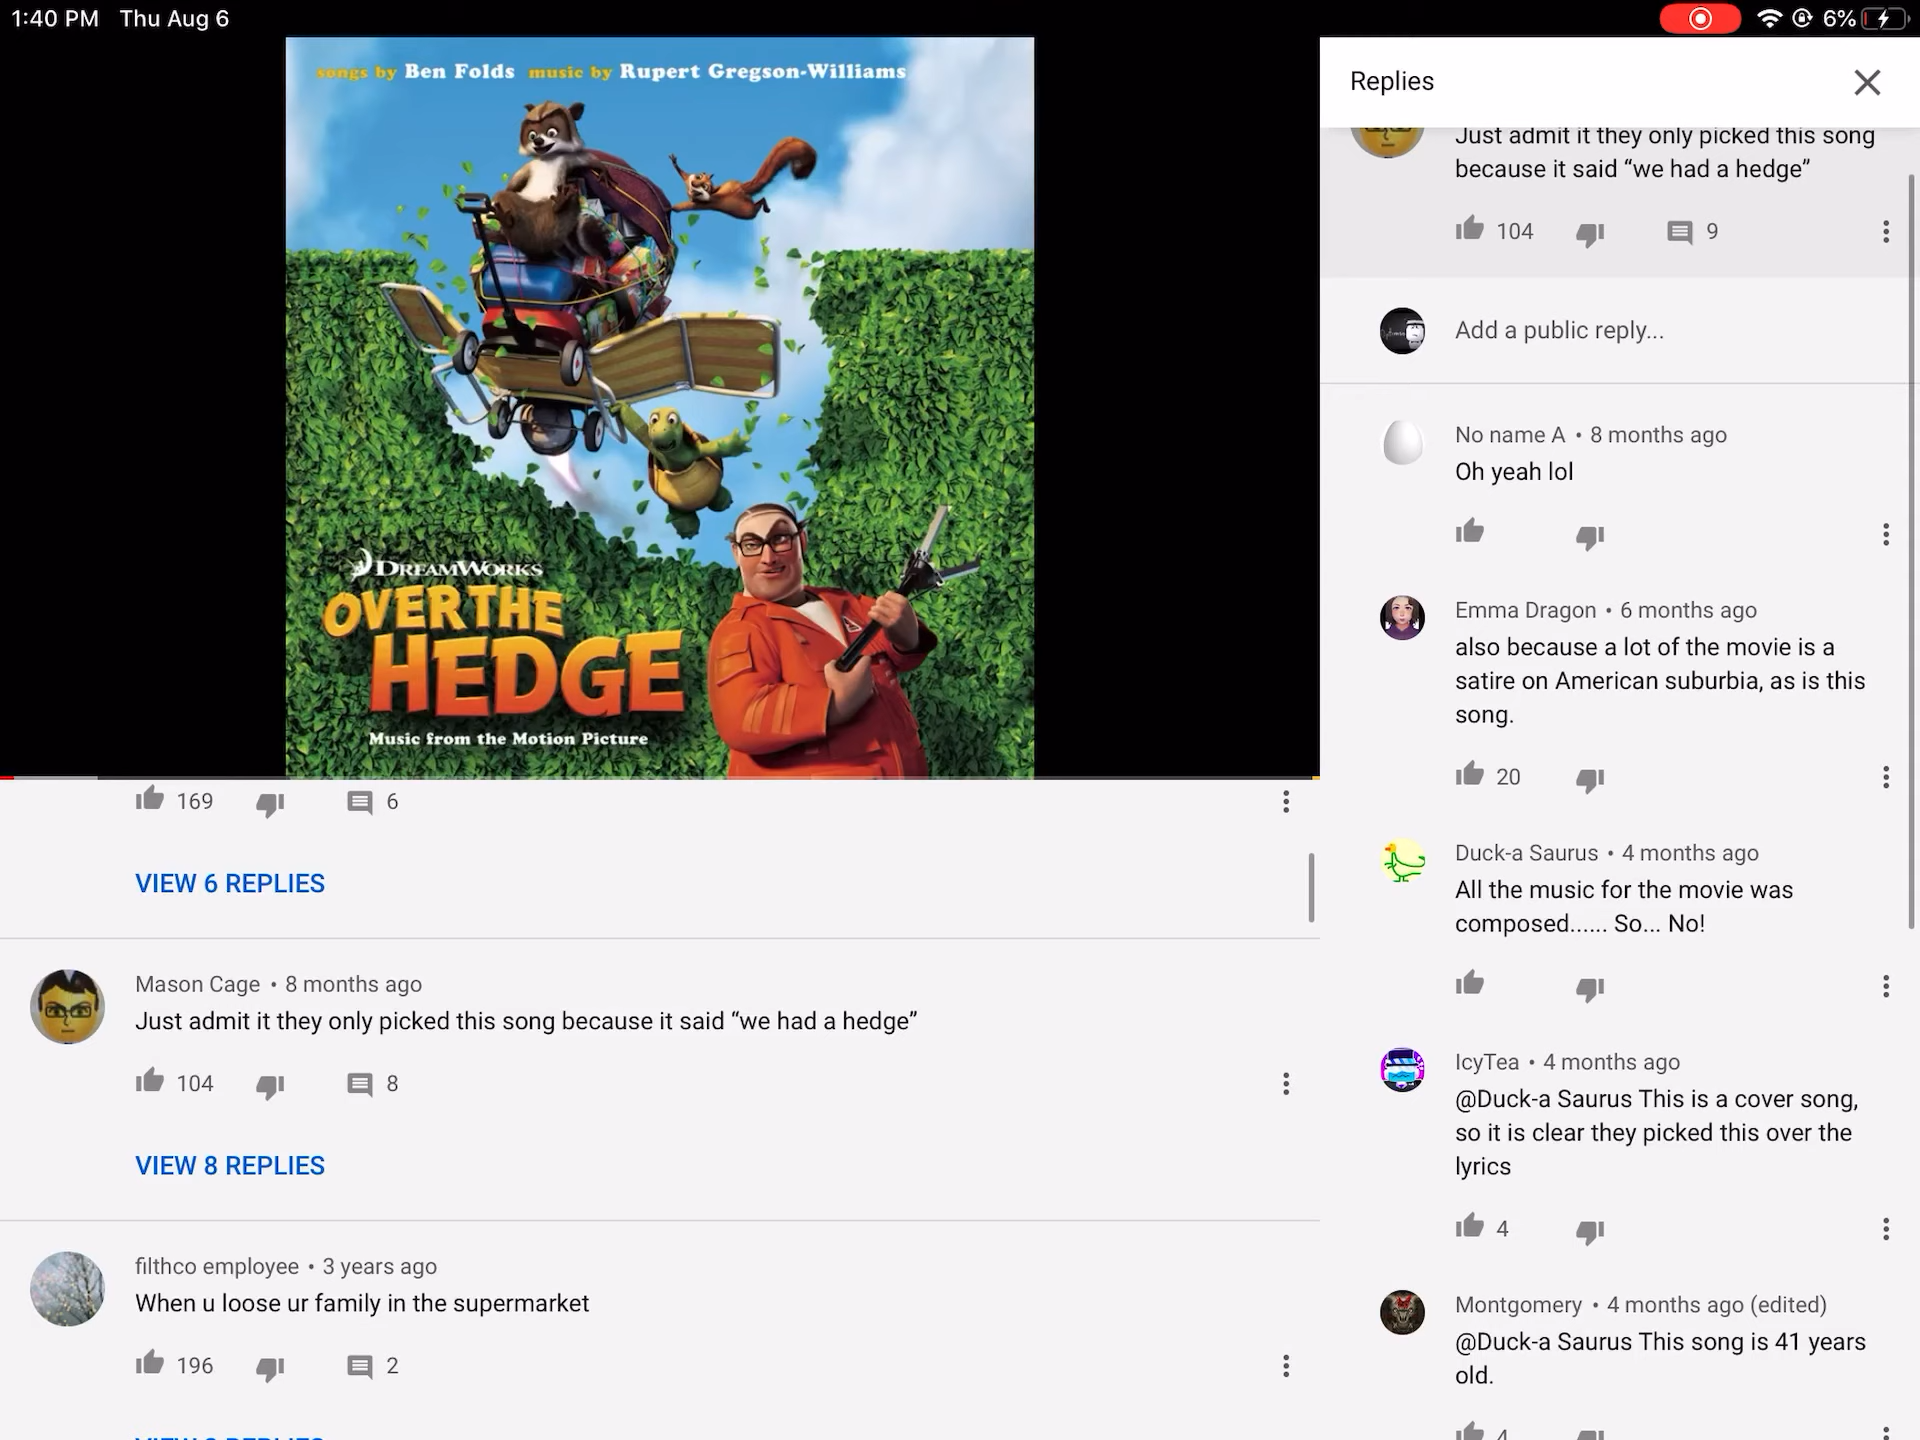 1:40 PM Thu Aug 6
6%
songs by Ben Folds music by Rupert Gregson-Williams
DREAMWORKS
OVER THE
HEDGE
Music from the Motion Picture
169
6
VIEW 6 REPLIES
Mason Cage • 8 months ago
Just admit it they only picked this song because it said “we had a hedge”
104
8
VIEW 8 REPLIES
filthco employee • 3 years ago
When u loose ur family in the supermarket
196
2
Replies
Just admit it they only picked this song
because it said “we had a hedge”
104
9
Add a public reply...
No name A • 8 months ago
Oh yeah lol
Emma Dragon • 6 months ago
also because a lot of the movie is a
satire on American suburbia, as is this
song.
20
Duck-a Saurus • 4 months ago
All the music for the movie was
composed...... So... No!
IcyTea • 4 months ago
@Duck-a Saurus This is a cover song,
so it is clear they picked this over the
lyrics
4
Montgomery • 4 months ago (edited)
@Duck-a Saurus This song is 41 years
old.
4